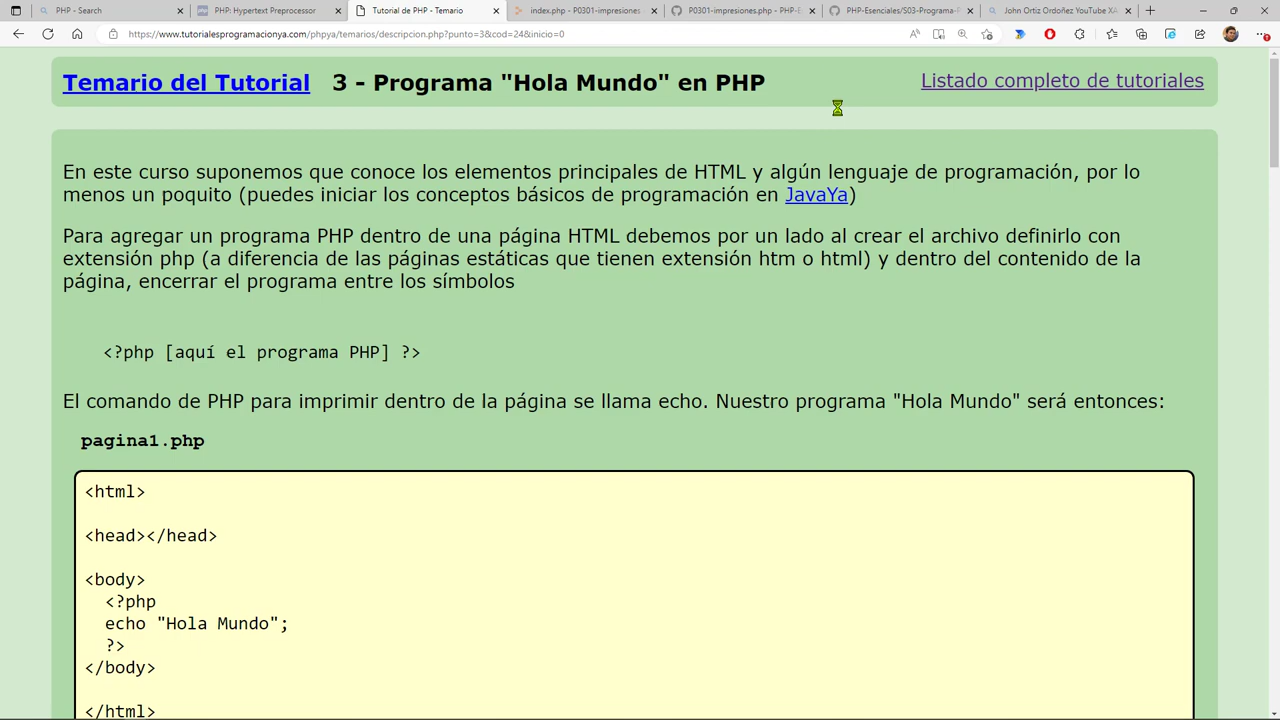 PHP - Search
PHP: Hypertext Preprocessor
Tutorial de PHP - Temario
index.php - P0301-impresiones
P0301-impresiones.php - PHP-E
PHP-Esenciales/S03-Programa-P
John Ortiz Ordoñez YouTube XA
https://www.tutorialesprogramacionya.com/phpya/temarios/descripcion.php?punto=3&cod=24&inicio=0
Temario del Tutorial 3 - Programa "Hola Mundo" en PHP
Listado completo de tutoriales
En este curso suponemos que conoce los elementos principales de HTML y algún lenguaje de programación, por lo
menos un poquito (puedes iniciar los conceptos básicos de programación en JavaYa)
Para agregar un programa PHP dentro de una página HTML debemos por un lado al crear el archivo definirlo con
extensión php (a diferencia de las páginas estáticas que tienen extensión htm o html) y dentro del contenido de la
página, encerrar el programa entre los símbolos
<?php [aquí el programa PHP] ?>
El comando de PHP para imprimir dentro de la página se llama echo. Nuestro programa "Hola Mundo" será entonces:
pagina1.php
<html>
<head></head>
<body>
<?php
echo "Hola Mundo";
?>
</body>
</html>